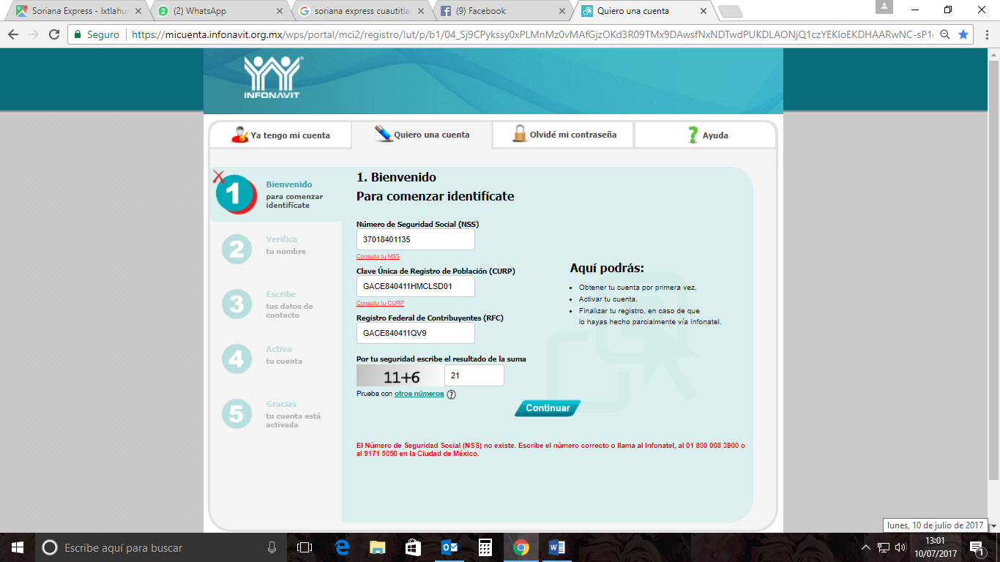 Soriana Express - Ixtlahua
(2) WhatsApp
soriana express cuautitla
(9) Facebook
Quiero una cuenta
Seguro
https://micuenta.infonavit.org.mx/wps/portal/mci2/registro/!ut/p/b1/04_Sj9CPykssy0xPLMnMz0vMAfGjzOKd3R09TMx9DAwsfNxNDTwdPUKDLAONjQ1czYEKIoEKDHAARwNC-sP1
INFONAVIT
Ya tengo mi cuenta
Quiero una cuenta
Olvidé mi contraseña
Ayuda
1
Bienvenido
para comenzar
identifícate
2
Verifica
tu nombre
3
Escribe
tus datos de
contacto
4
Activa
tu cuenta
5
Gracias
tu cuenta está
activada
1. Bienvenido
Para comenzar identifícate
Número de Seguridad Social (NSS)
37018401135
Consulta tu NSS
Clave Única de Registro de Población (CURP)
GACE840411HMCLSD01
Consulta tu CURP
Registro Federal de Contribuyentes (RFC)
GACE840411QV9
Por tu seguridad escribe el resultado de la suma
11+6
21
Prueba con otros números ?
Continuar
Aquí podrás:
Obtener tu cuenta por primera vez.
Activar tu cuenta.
Finalizar tu registro, en caso de que
lo hayas hecho parcialmente vía Infonatel.
El Número de Seguridad Social (NSS) no existe. Escribe el número correcto o llama al Infonatel, al 01 800 008 3900 o
al 9171 5050 en la Ciudad de México.
lunes, 10 de julio de 2017
Escribe aquí para buscar
13:01
10/07/2017
1